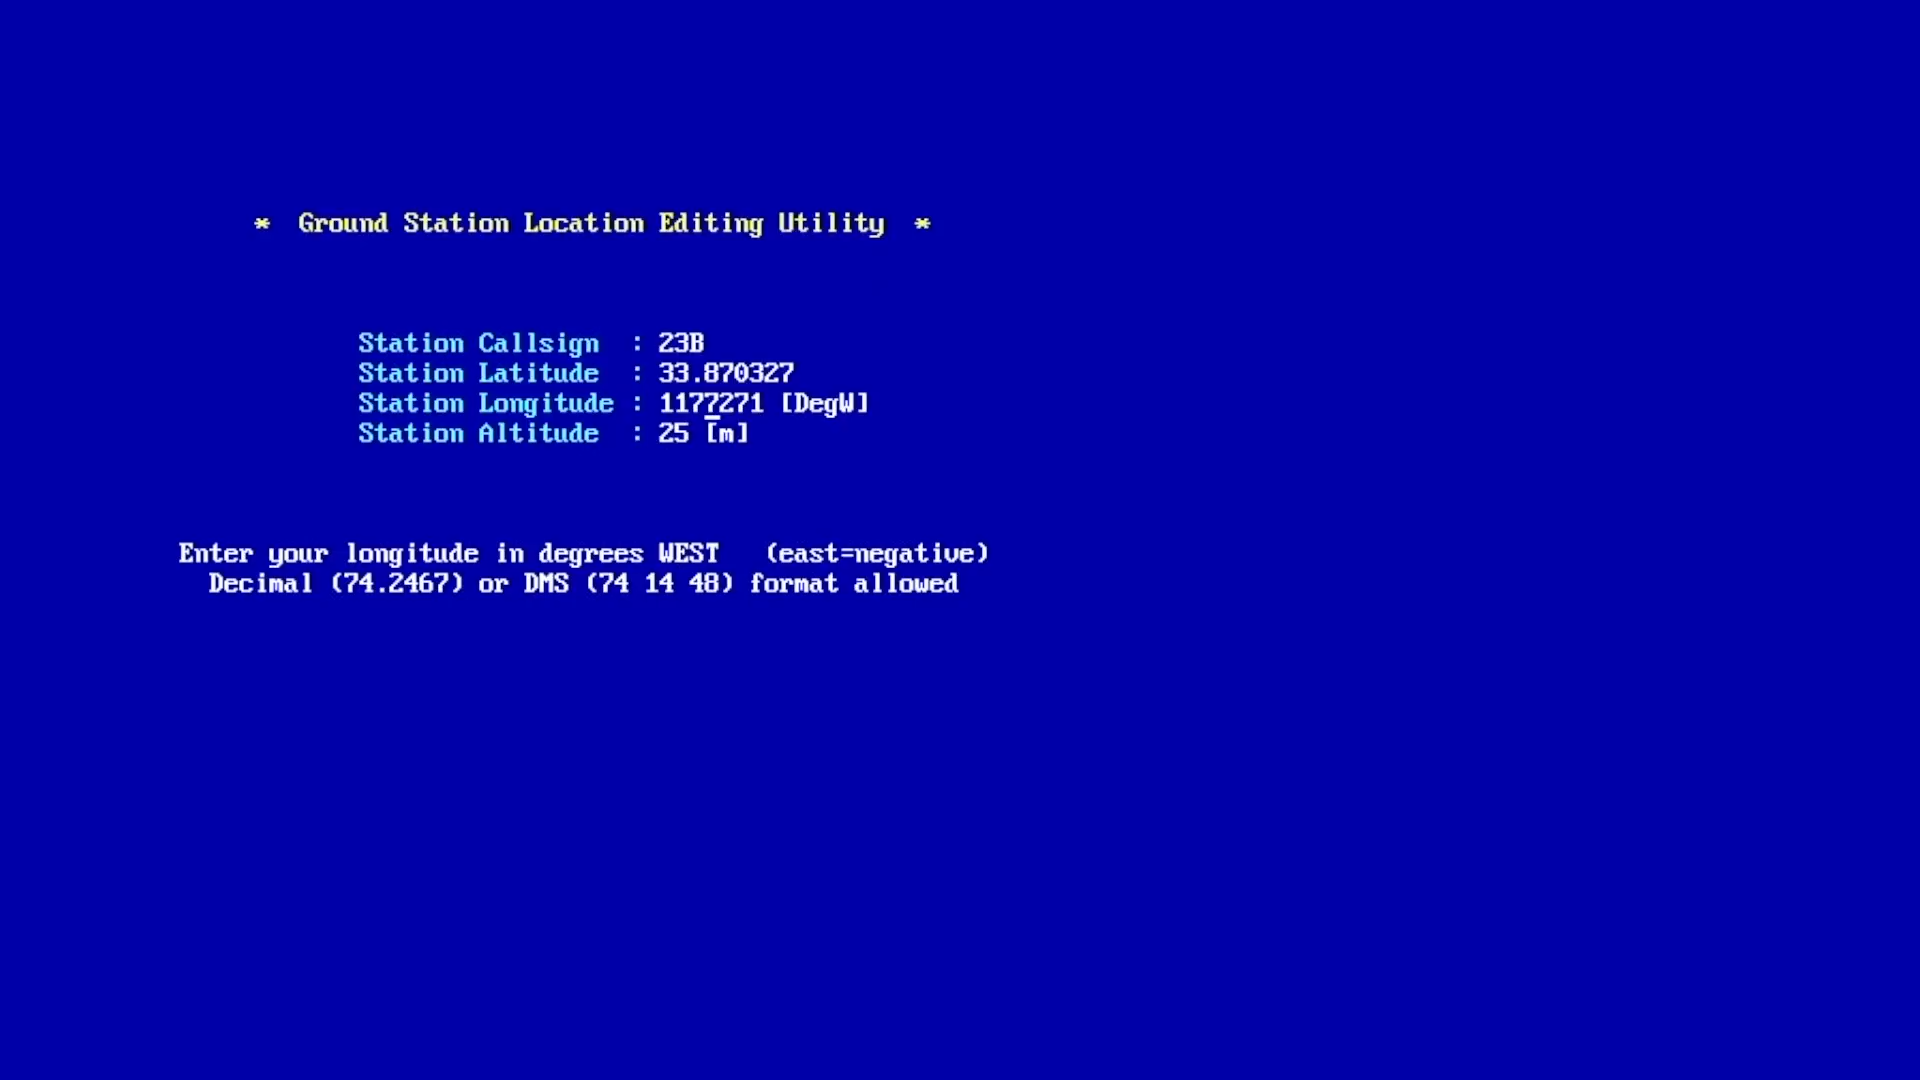 * Ground Station Location Editing Utility *
Station Callsign : 23B
Station Latitude : 33.870327
Station Longitude : 1177271 [DegW]
Station Altitude : 25 [m]
Enter your longitude in degrees WEST (east=negative)
Decimal (74.2467) or DMS (74 14 48) format allowed